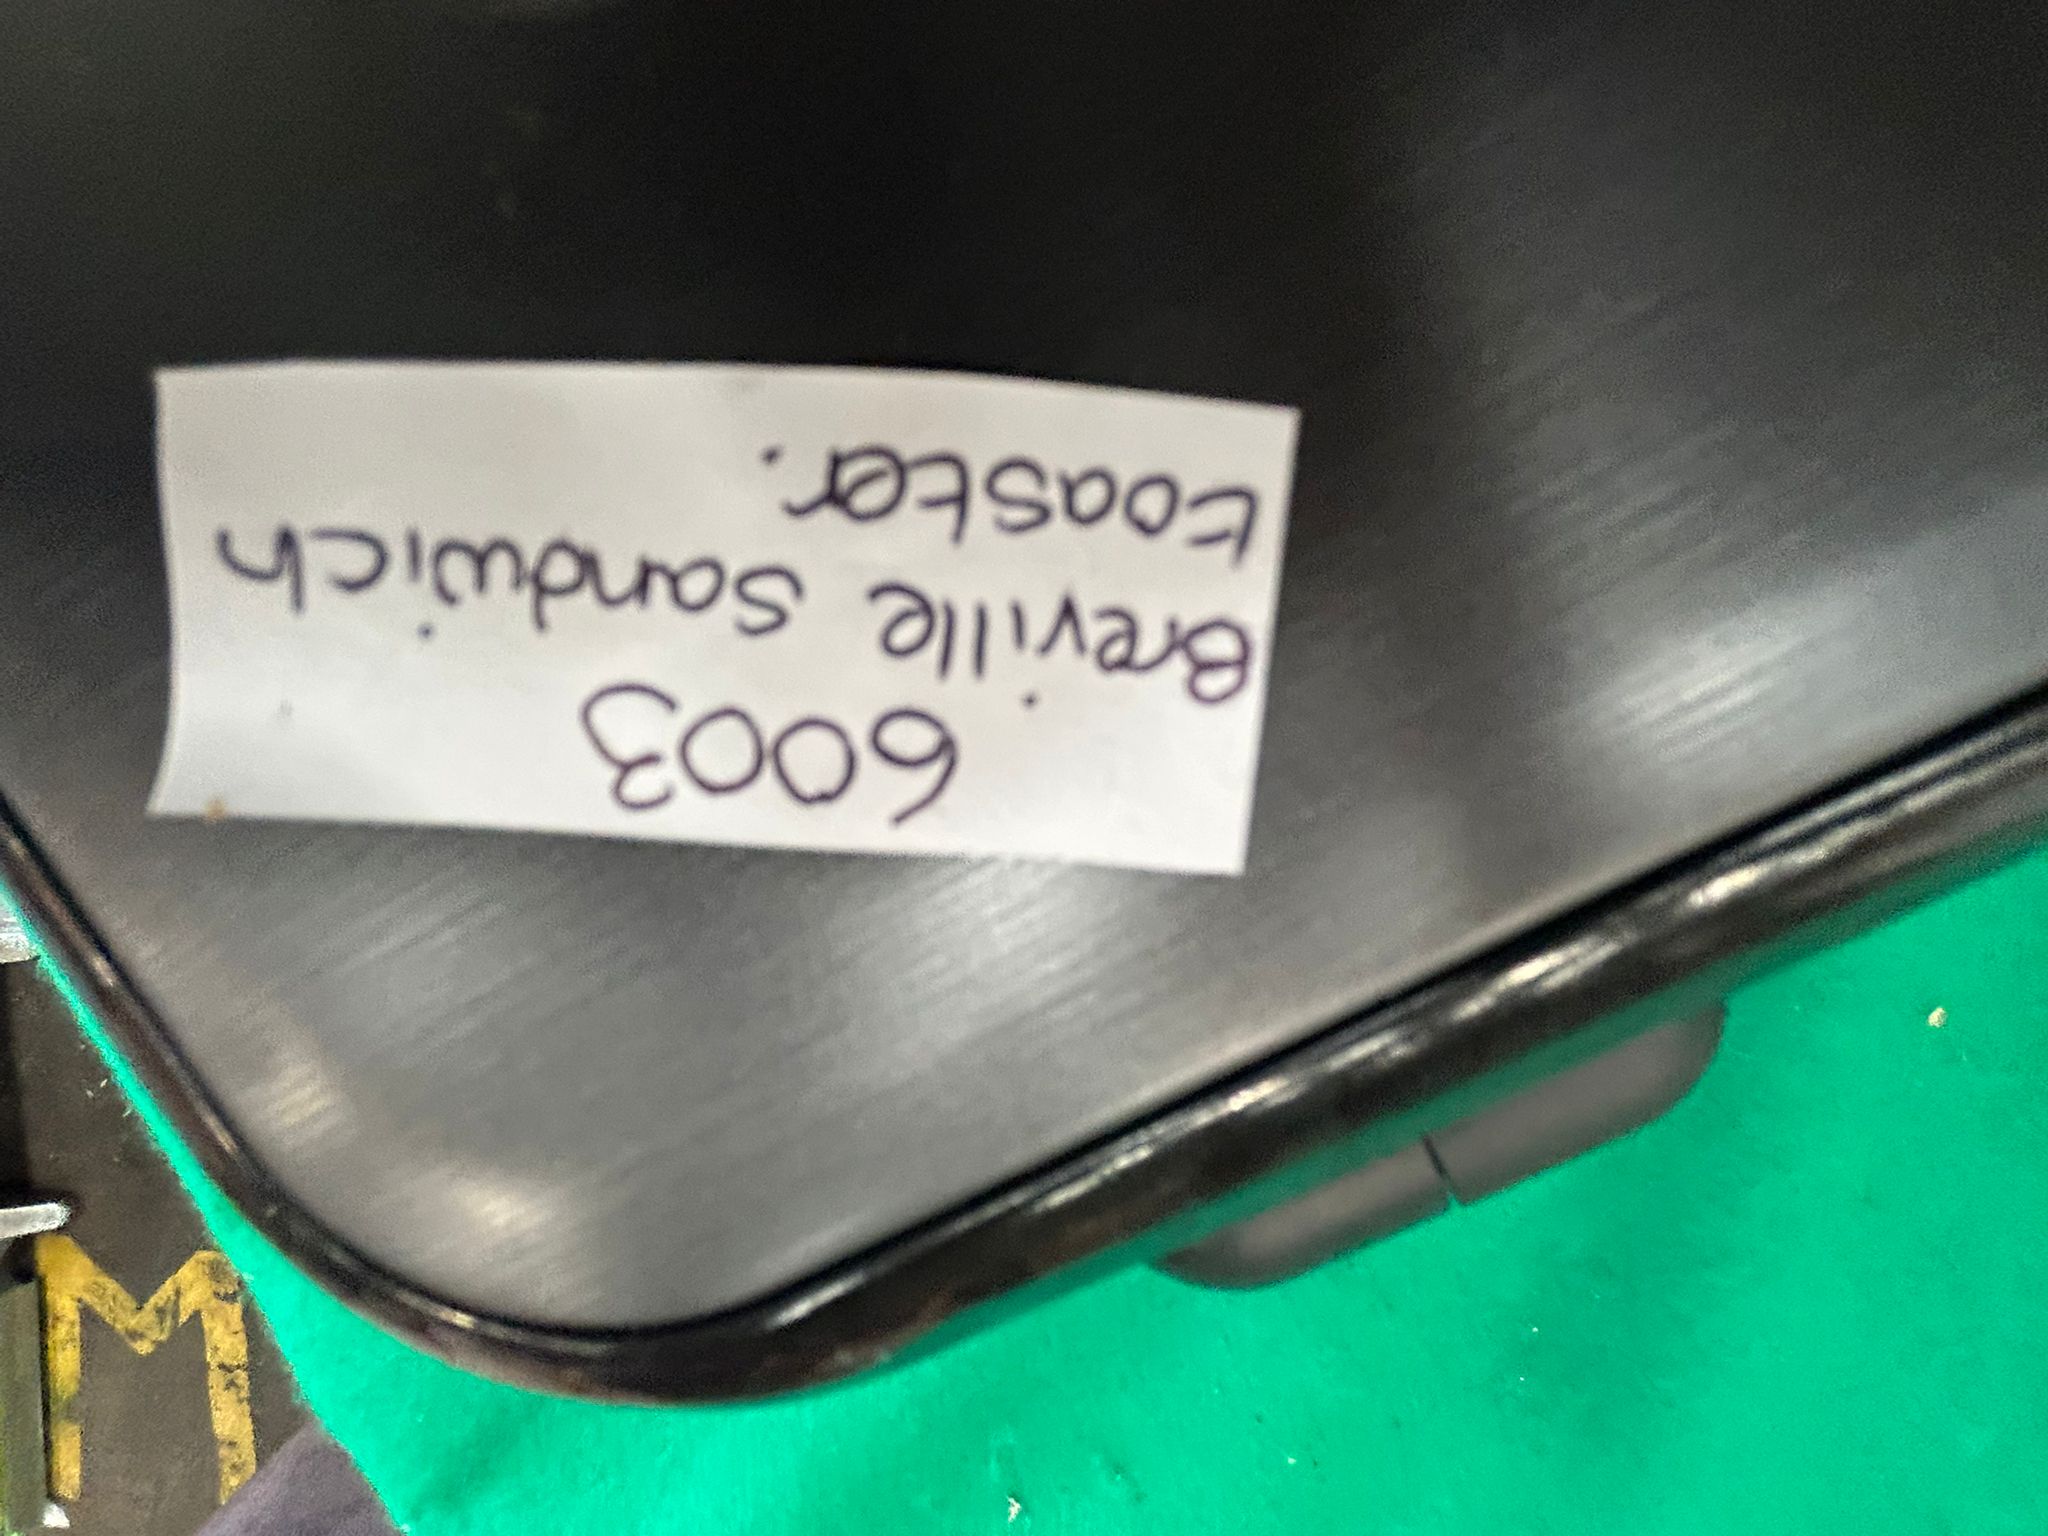 6003
Breville sandwich
toaster.
M